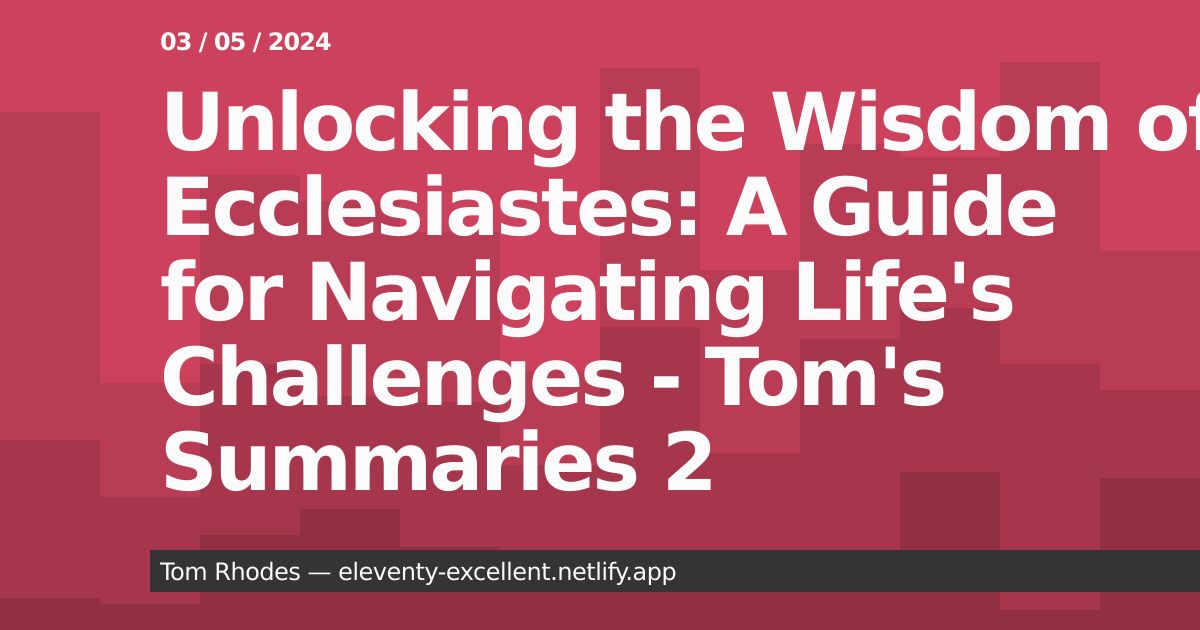 03 / 05 / 2024
Unlocking the Wisdom of
Ecclesiastes: A Guide
for Navigating Life's
Challenges - Tom's
Summaries 2
Tom Rhodes — eleventy-excellent.netlify.app